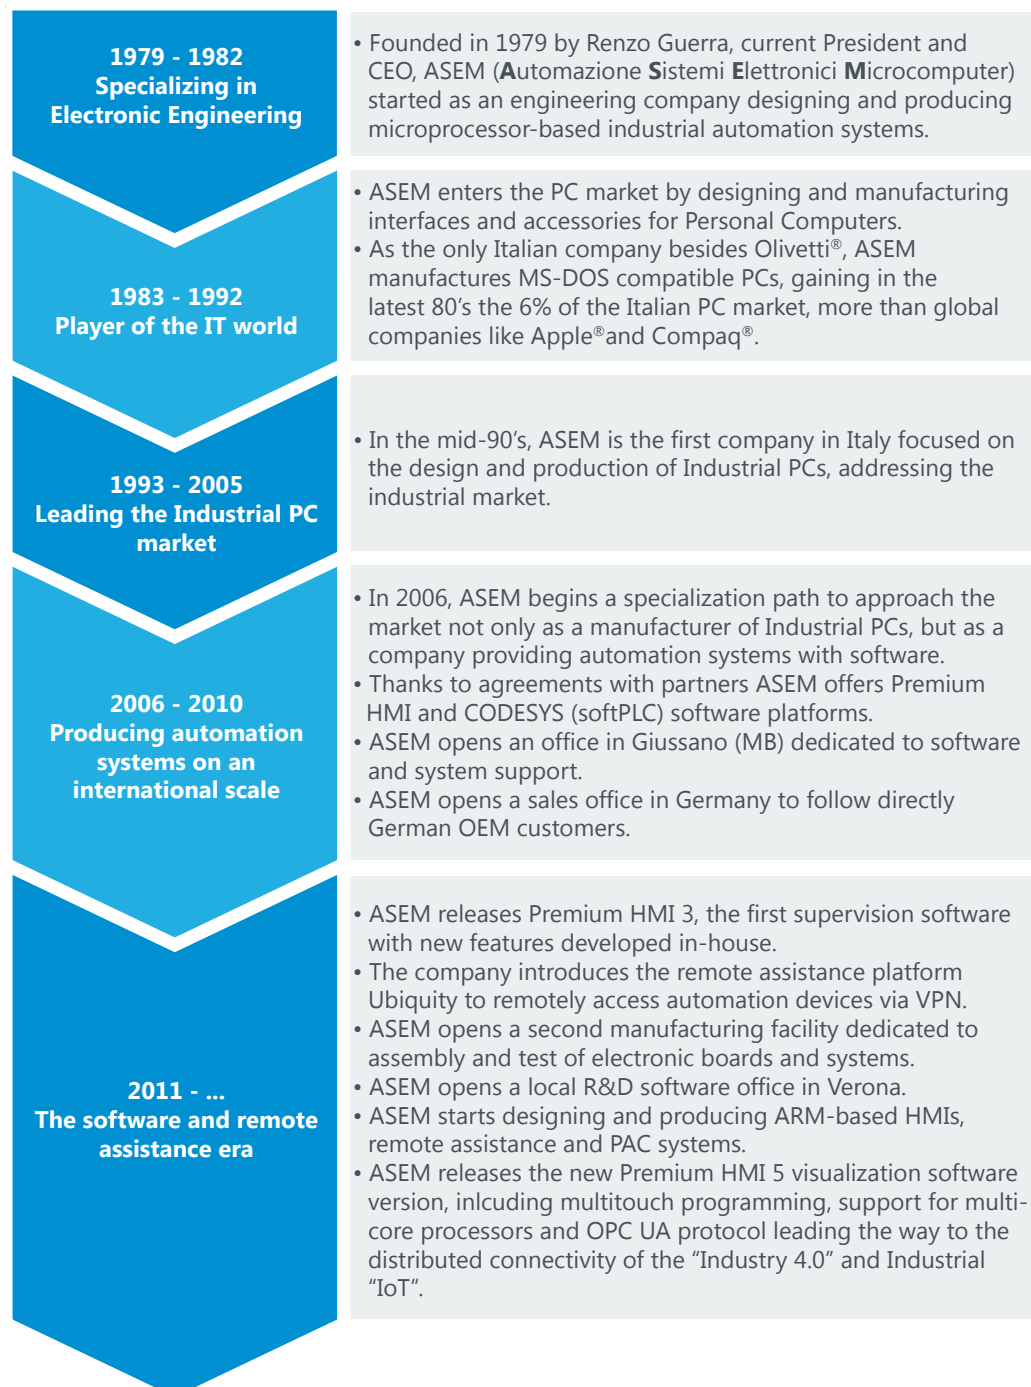 1979 - 1982
Specializing in
Electronic Engineering
• Founded in 1979 by Renzo Guerra, current President and
CEO, ASEM (Automazione Sistemi Elettronici Microcomputer)
started as an engineering company designing and producing
microprocessor-based industrial automation systems.
1983 - 1992
Player of the IT world
• ASEM enters the PC market by designing and manufacturing
interfaces and accessories for Personal Computers.
• As the only Italian company besides Olivetti®, ASEM
manufactures MS-DOS compatible PCs, gaining in the
latest 80's the 6% of the Italian PC market, more than global
companies like Apple®and Compaq®.
1993 - 2005
Leading the Industrial PC
market
• In the mid-90's, ASEM is the first company in Italy focused on
the design and production of Industrial PCs, addressing the
industrial market.
2006 - 2010
Producing automation
systems on an
international scale
• In 2006, ASEM begins a specialization path to approach the
market not only as a manufacturer of Industrial PCs, but as a
company providing automation systems with software.
• Thanks to agreements with partners ASEM offers Premium
HMI and CODESYS (softPLC) software platforms.
• ASEM opens an office in Giussano (MB) dedicated to software
and system support.
• ASEM opens a sales office in Germany to follow directly
German OEM customers.
2011 - ...
The software and remote
assistance era
• ASEM releases Premium HMI 3, the first supervision software
with new features developed in-house.
• The company introduces the remote assistance platform
Ubiquity to remotely access automation devices via VPN.
• ASEM opens a second manufacturing facility dedicated to
assembly and test of electronic boards and systems.
• ASEM opens a local R&D software office in Verona.
• ASEM starts designing and producing ARM-based HMIs,
remote assistance and PAC systems.
• ASEM releases the new Premium HMI 5 visualization software
version, inlcuding multitouch programming, support for multi-
core processors and OPC UA protocol leading the way to the
distributed connectivity of the “Industry 4.0” and Industrial
“IoT”.